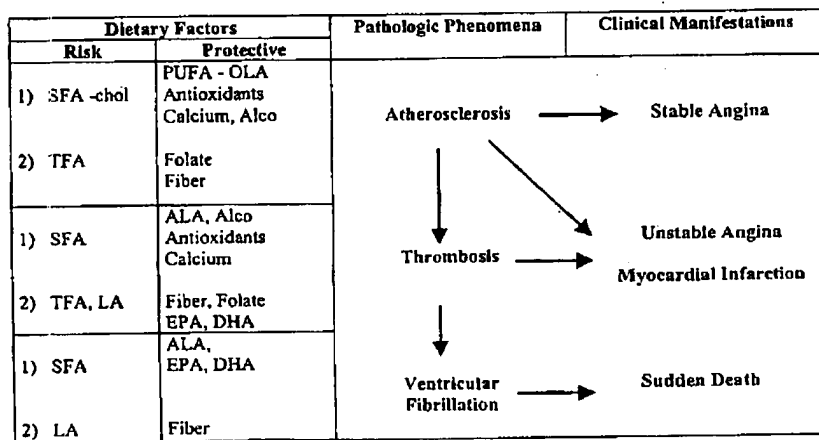 Dietary Factors Pathologic Phenomena Clinical Manifestations
Risk Protective
PUFA - OLA
1) SFA -chol Antioxidants
Calcium, Alco
Atherosclerosis Stable Angina
2) TFA Folate
Fiber
ALA, Alco
1) SFA Antioxidants Unstable Angina
Calcium Thrombosis
Myocardial Infarction
2) TFA, LA Fiber, Folate
EPA, DHA
ALA,
1) SFA EPA, DHA
Ventricular Sudden Death
Fibrillation
2) LA Fiber